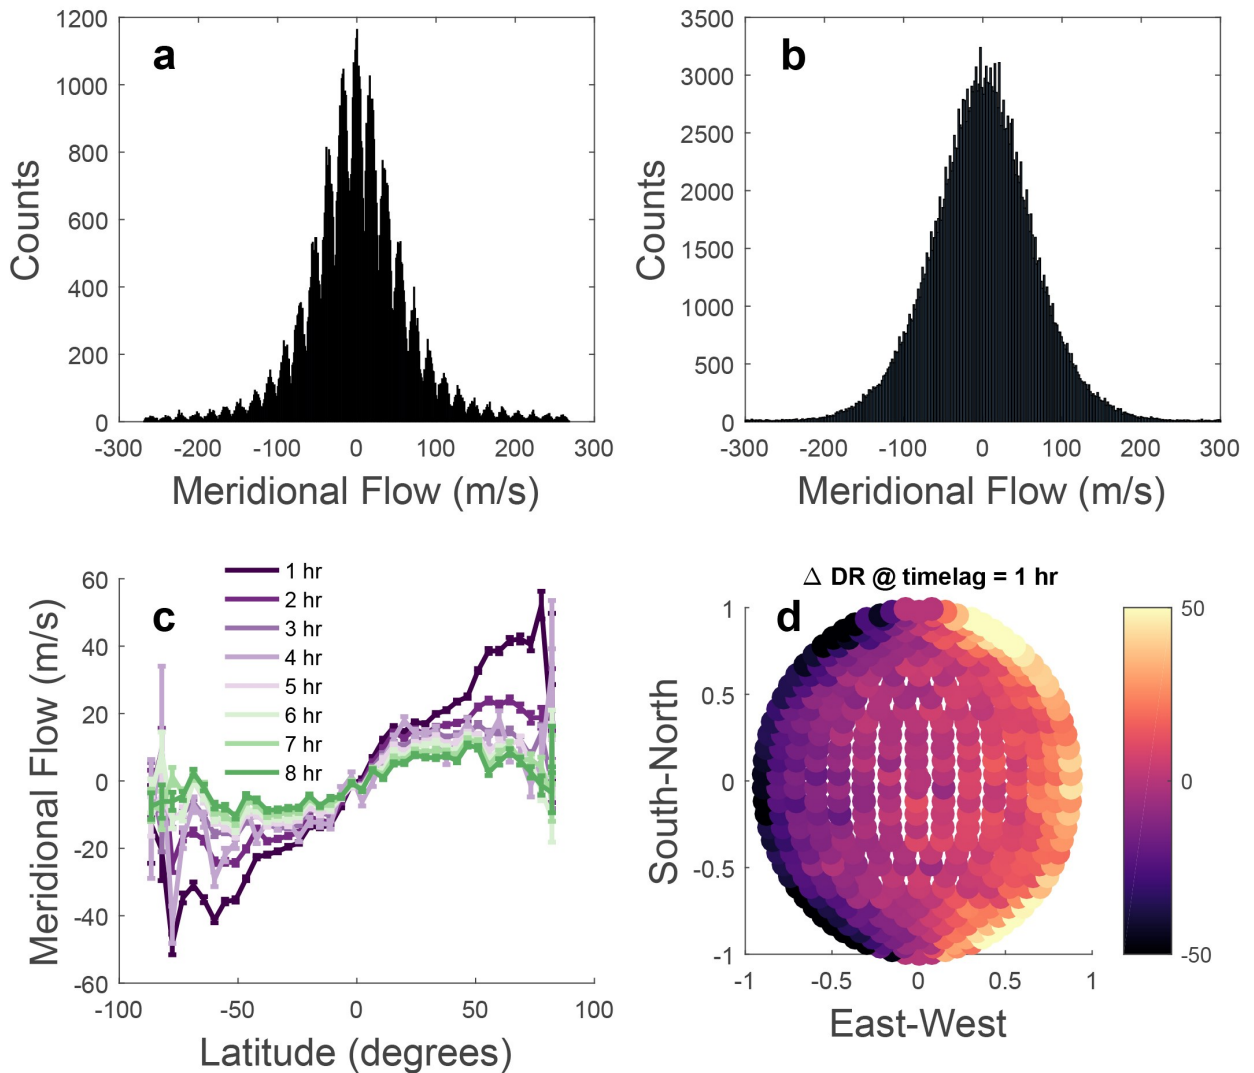 a
1200
1000
800
600
400
200
0
-300 -200 -100 0 100 200 300
Counts
Meridional Flow (m/s)
b
3500
3000
2500
2000
1500
1000
500
0
-300 -200 -100 0 100 200 300
Counts
Meridional Flow (m/s)
c
1 hr
2 hr
3 hr
4 hr
5 hr
6 hr
7 hr
8 hr
60
40
20
0
-20
-40
-60
-100 -50 0 50 100
Meridional Flow (m/s)
Latitude (degrees)
Δ DR @ timelag = 1 hr
d
1
0.5
0
-0.5
-1
-1 -0.5 0 0.5 1
South-North
East-West
50
0
-50